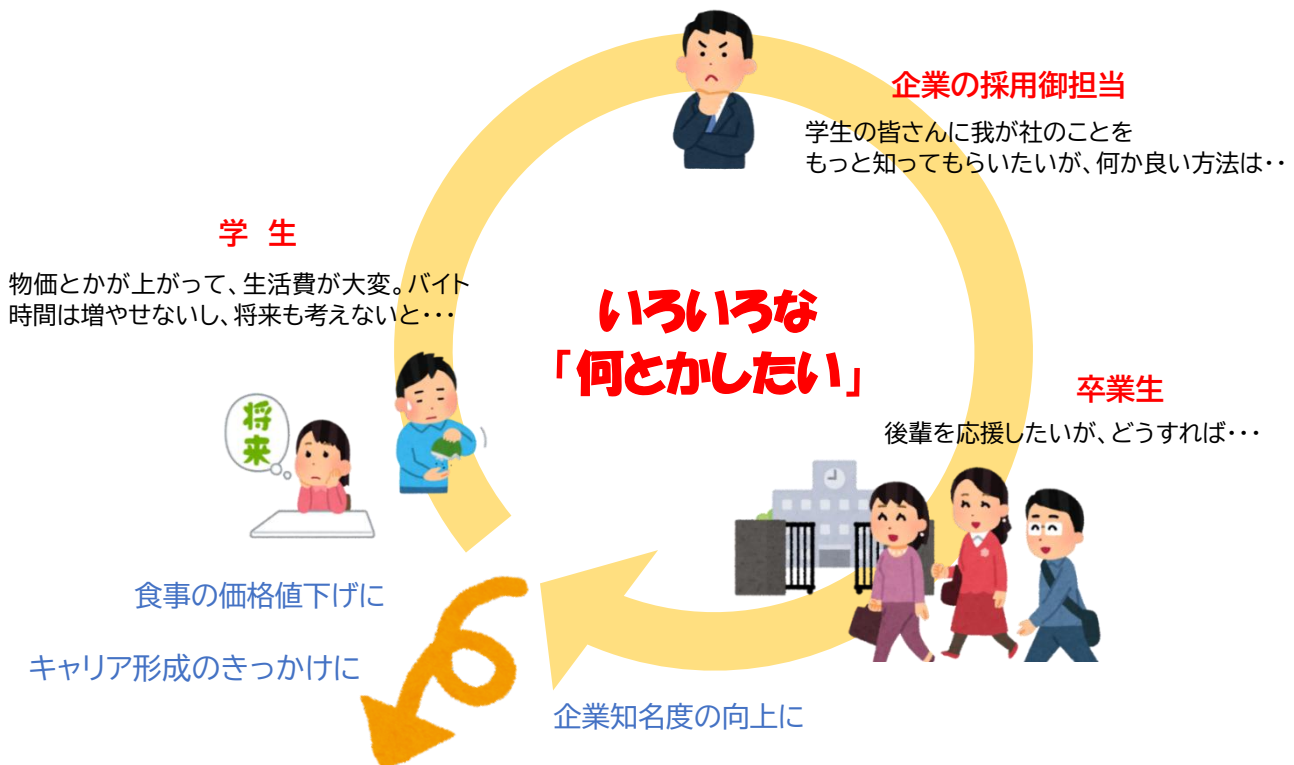 企業の採用御担当
学生の皆さんに我が社のことを
もっと知ってもらいたいが、何か良い方法は・・
学 生
物価とかが上がって、生活費が大変。バイト
時間は増やせないし、将来も考えないと・・・
いろいろな
「何とかしたい」
卒業生
後輩を応援したいが、どうすれば・・・
将
来
食事の価格値下げに
キャリア形成のきっかけに
企業知名度の向上に